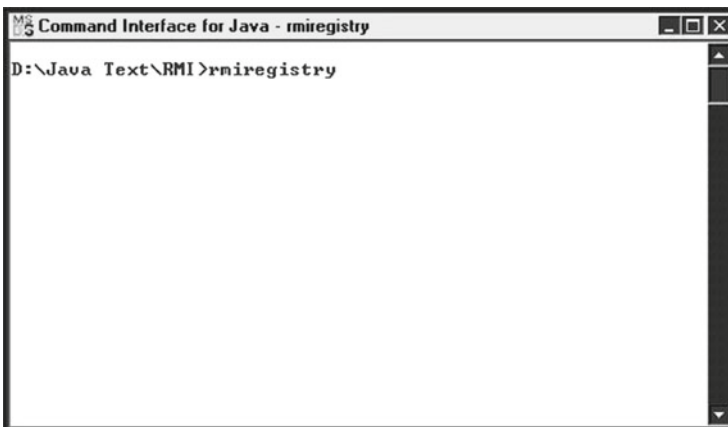 Command Interface for Java - rmiregistry
D:\Java Text\RMI>rmiregistry